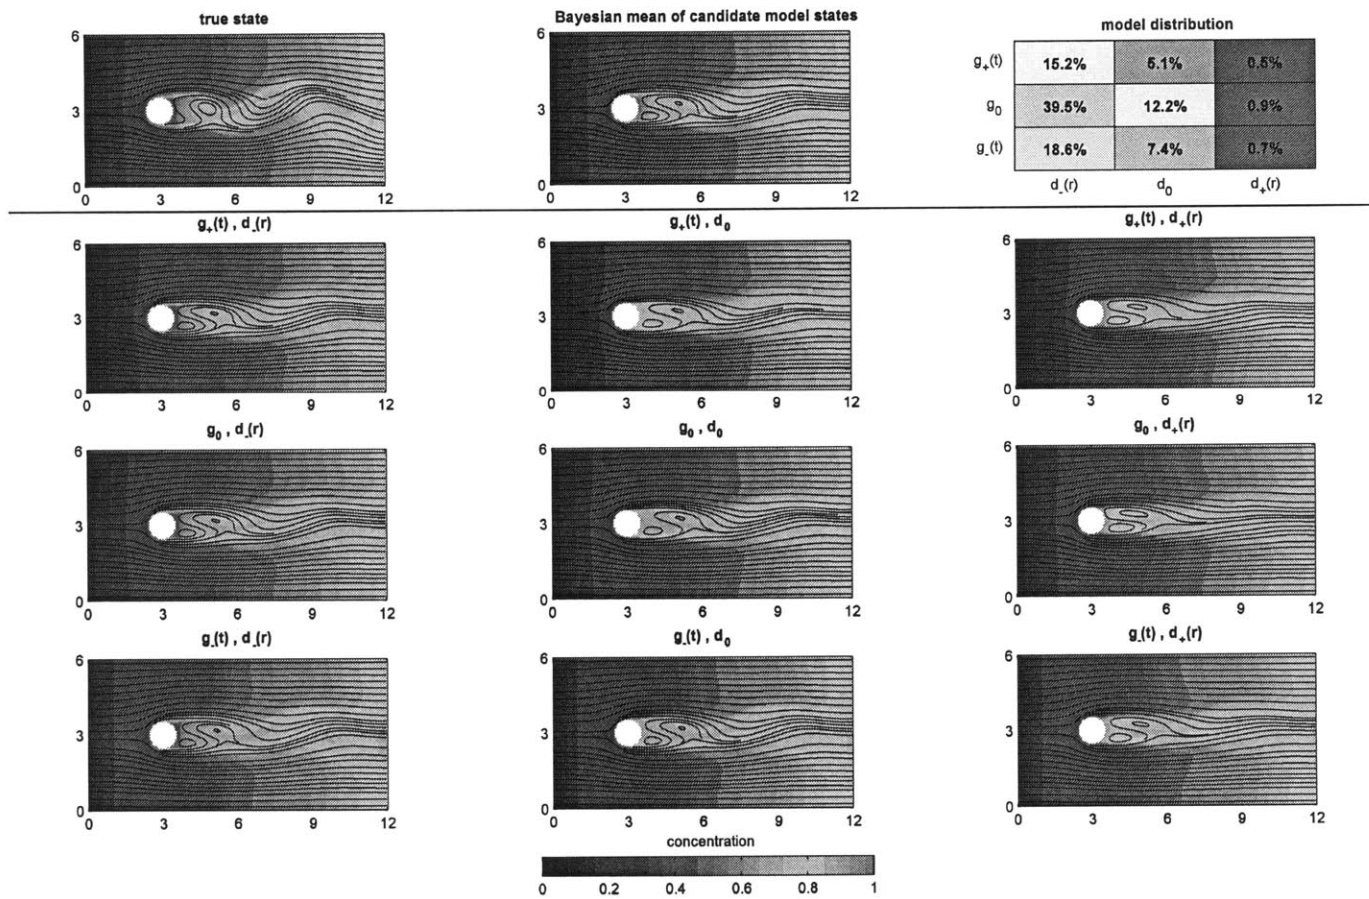 true state
Bayesian mean of candidate model states
model distribution
6
3
0
0 3 6 9 12
6
3
0
0 3 6 9 12
g₊(t) 15.2% 5.1% 0.5%
g₀ 39.5% 12.2% 0.9%
g₋(t) 18.6% 7.4% 0.7%
d₋(r) d₀ d₊(r)
g₊(t) , d₋(r)
g₊(t) , d₀
g₊(t) , d₊(r)
6
3
0
0 3 6 9 12
6
3
0
0 3 6 9 12
6
3
0
0 3 6 9 12
g₀ , d₋(r)
g₀ , d₀
g₀ , d₊(r)
6
3
0
0 3 6 9 12
6
3
0
0 3 6 9 12
6
3
0
0 3 6 9 12
g₋(t) , d₋(r)
g₋(t) , d₀
g₋(t) , d₊(r)
6
3
0
0 3 6 9 12
6
3
0
0 3 6 9 12
6
3
0
0 3 6 9 12
concentration
0 0.2 0.4 0.6 0.8 1